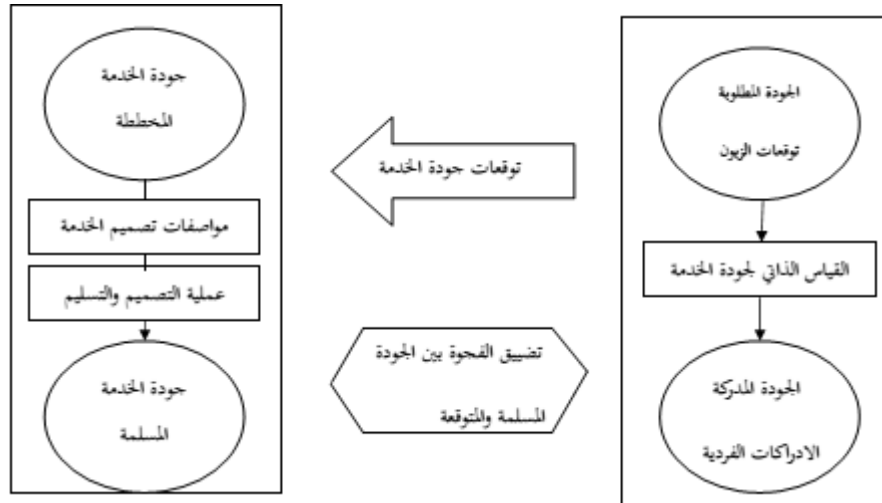 الجودة المطلوبة
توقعات الزبون
القياس الذاتي لجودة الخدمة
الجودة المدركة
الادراكات الفردية
توقعات جودة الخدمة
تضييق الفجوة بين الجودة
المسلمة والمتوقعة
جودة الخدمة
المخططة
مواصفات تصميم الخدمة
عملية التصميم والتسليم
جودة الخدمة
المسلمة